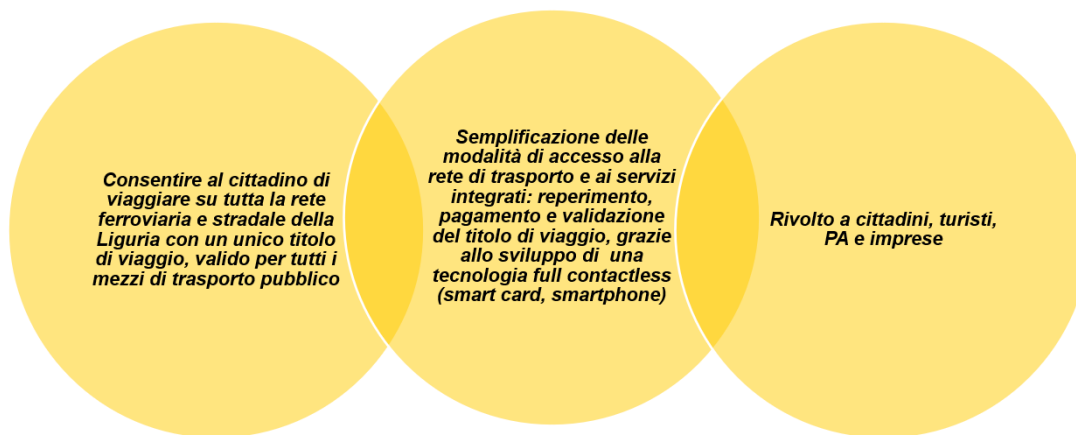 Consentire al cittadino di
viaggiare su tutta la rete
ferroviaria e stradale della
Liguria con un unico titolo
di viaggio, valido per tutti i
mezzi di trasporto pubblico
Semplificazione delle
modalità di accesso alla
rete di trasporto e ai servizi
integrati: reperimento,
pagamento e validazione
del titolo di viaggio, grazie
allo sviluppo di una
tecnologia full contactless
(smart card, smartphone)
Rivolto a cittadini, turisti,
PA e imprese